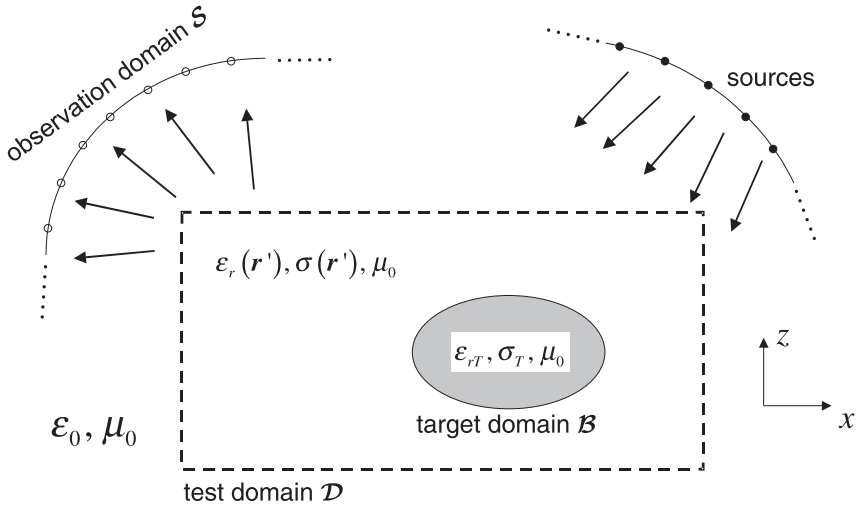 observation domain 𝓢
sources
ε_r(r'), σ(r'), μ_0
ε_rT, σ_T, μ_0
target domain 𝓑
z
x
ε_0, μ_0
test domain 𝓓